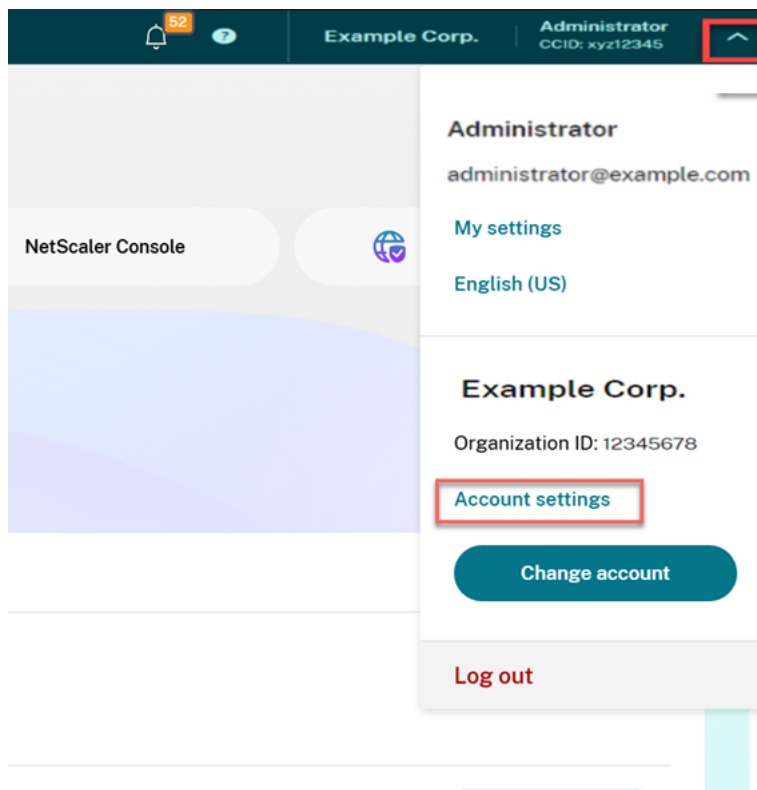 52
?
Example Corp.
Administrator
CCID: xyz12345
Administrator
administrator@example.com
My settings
NetScaler Console
English (US)
Example Corp.
Organization ID: 12345678
Account settings
Change account
Log out